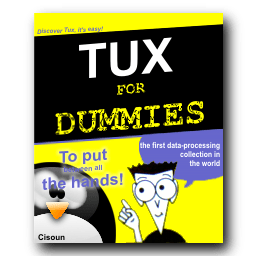 Discover Tux, it's easy!
TUX
FOR
DUMMIES
the first data-processing
collection in
the world
To put
between all
the hands!
Cisoun